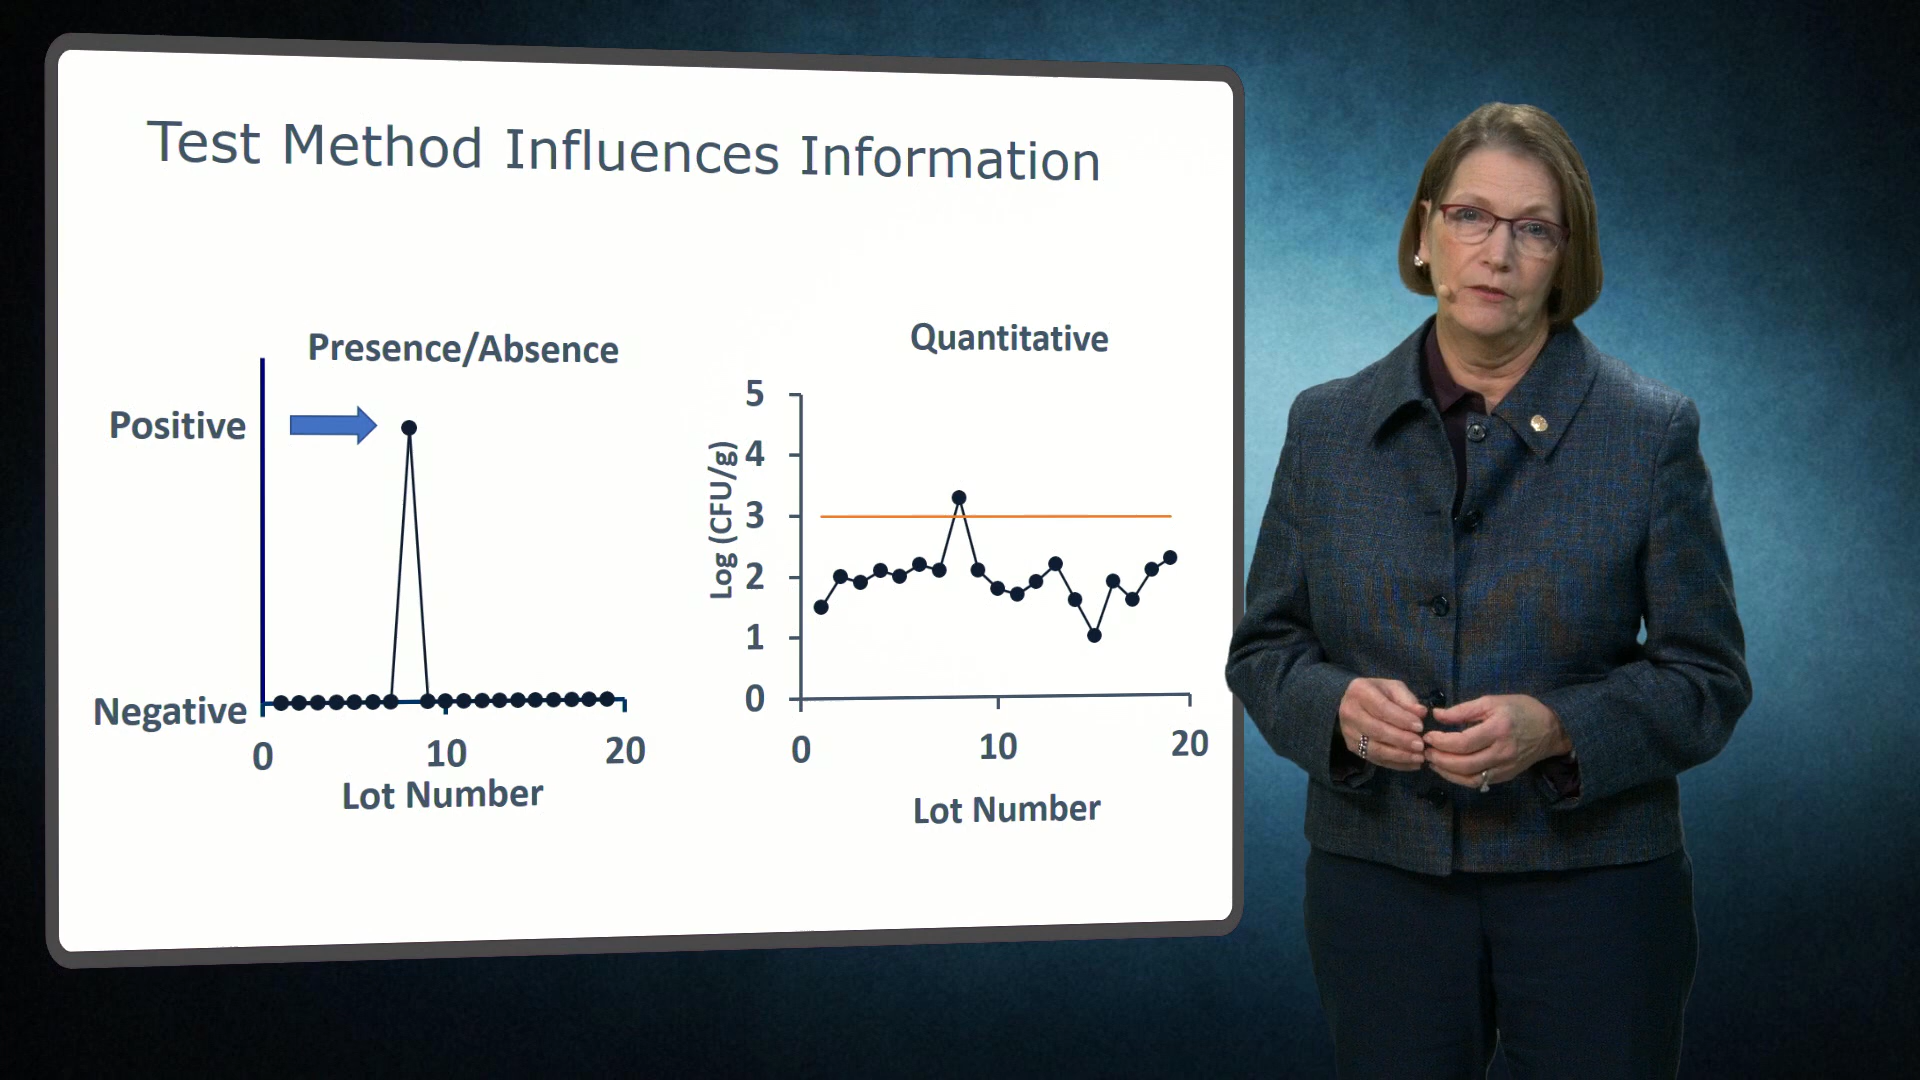 Test Method Influences Information
Presence/Absence
Positive
Negative
0
10
20
Lot Number
Quantitative
Log (CFU/g)
5
4
3
2
1
0
0
10
20
Lot Number